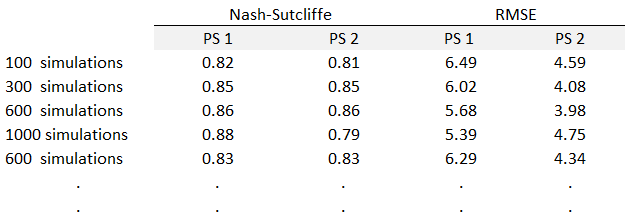 Nash-Sutcliffe RMSE
PS 1 PS 2 PS 1 PS 2
100 simulations 0.82 0.81 6.49 4.59
300 simulations 0.85 0.85 6.02 4.08
600 simulations 0.86 0.86 5.68 3.98
1000 simulations 0.88 0.79 5.39 4.75
600 simulations 0.83 0.83 6.29 4.34
. . . . .
. . . . .